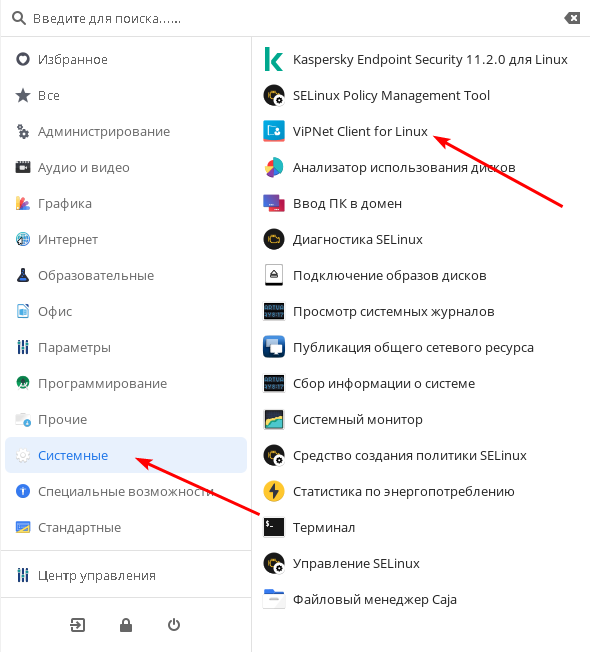 Введите для поиска......
Избранное
Все
Администрирование
Аудио и видео
Графика
Интернет
Образовательные
Офис
Параметры
Программирование
Прочие
Системные
Специальные возможности
Стандартные
Центр управления
Kaspersky Endpoint Security 11.2.0 для Linux
SELinux Policy Management Tool
ViPNet Client for Linux
Анализатор использования дисков
Ввод ПК в домен
Диагностика SELinux
Подключение образов дисков
Просмотр системных журналов
Публикация общего сетевого ресурса
Сбор информации о системе
Системный монитор
Средство создания политики SELinux
Статистика по энергопотреблению
Терминал
Управление SELinux
Файловый менеджер Caja